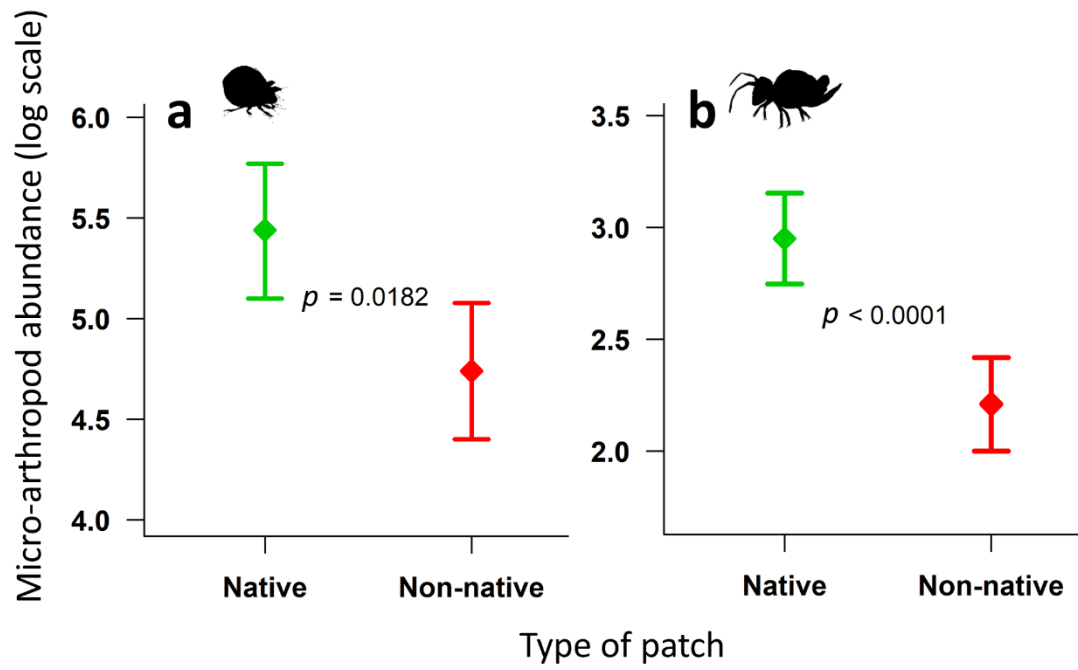 Micro-arthropod abundance (log scale)
a
6.0
5.5
5.0
4.5
4.0
p = 0.0182
Native
Non-native
b
3.5
3.0
2.5
2.0
p < 0.0001
Native
Non-native
Type of patch